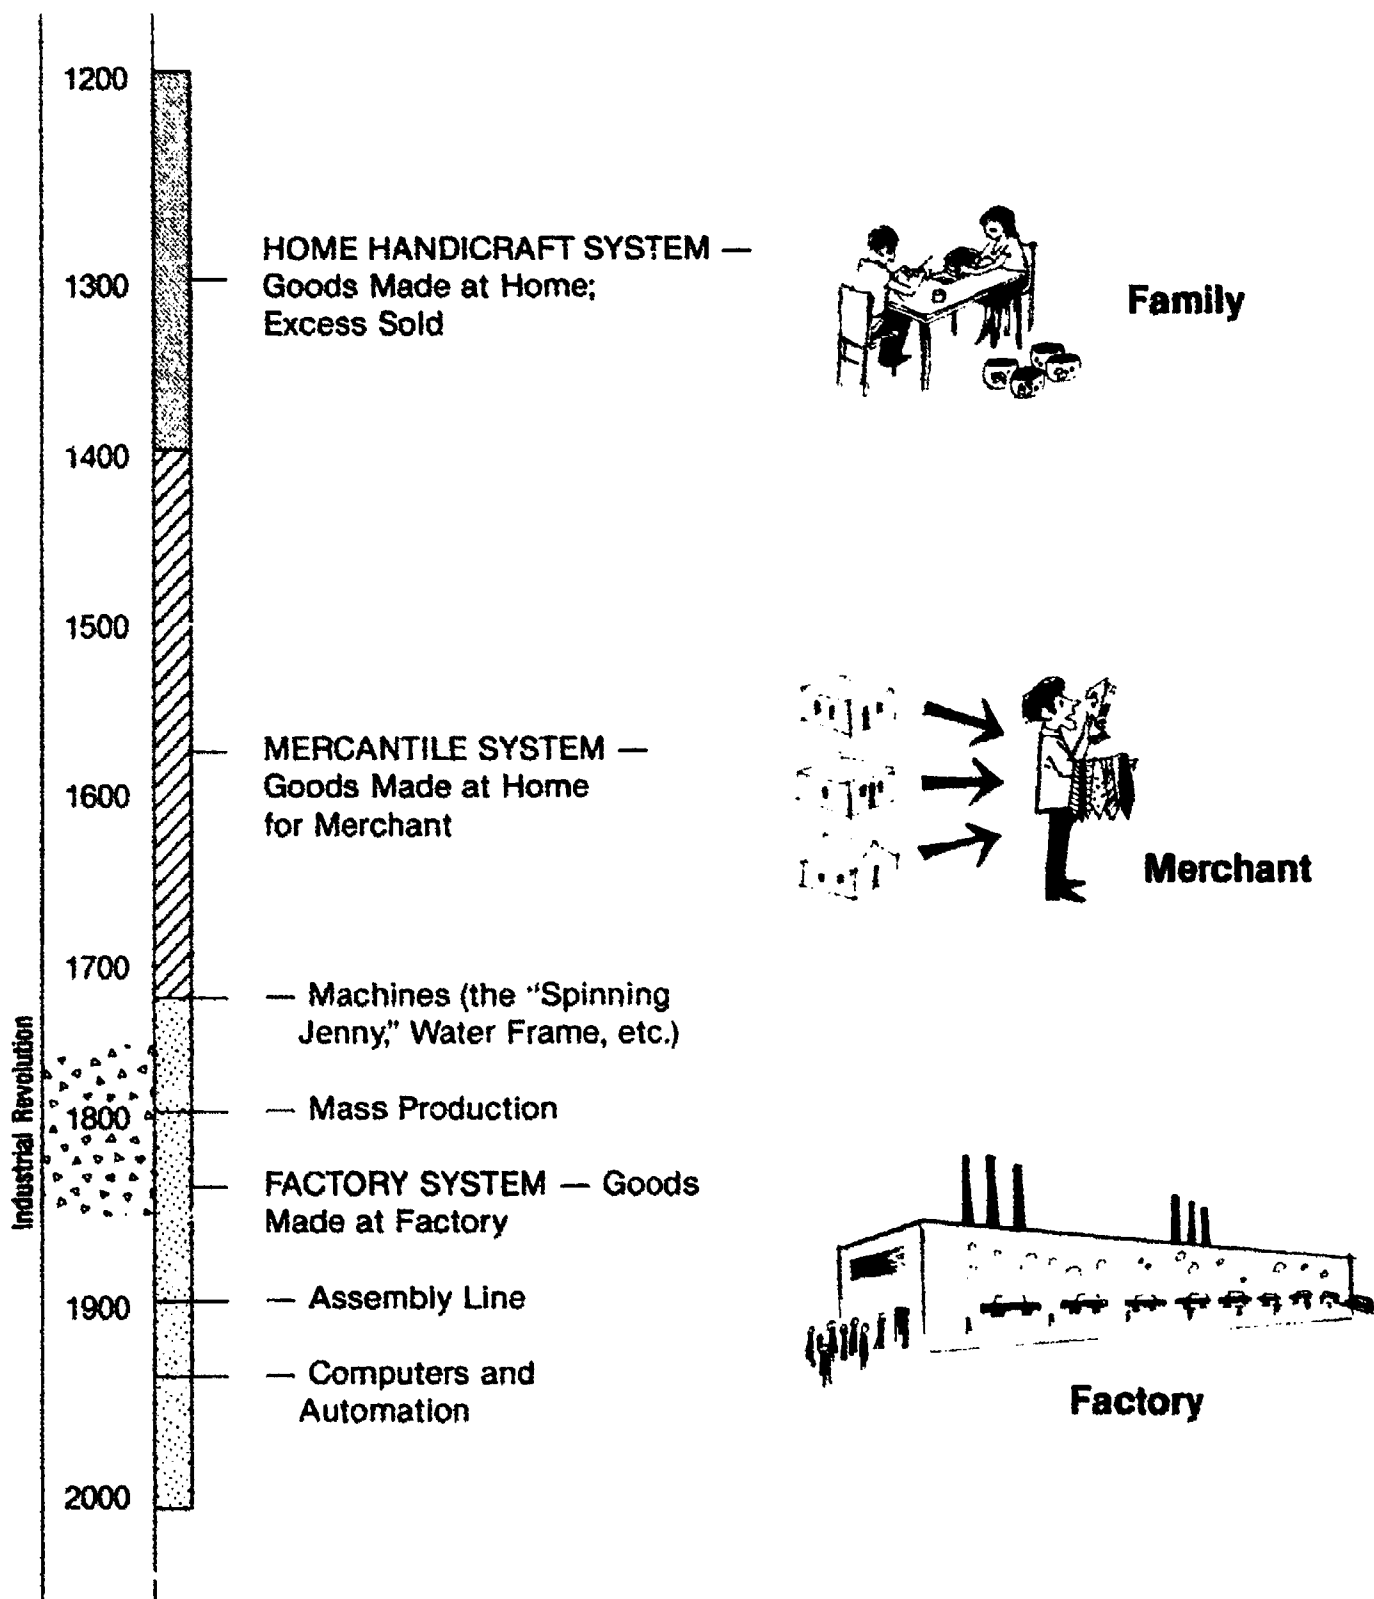 1200
HOME HANDICRAFT SYSTEM —
1300
Goods Made at Home;
Excess Sold
Family
1400
1500
MERCANTILE SYSTEM —
Goods Made at Home
1600
for Merchant
Merchant
1700
— Machines (the "Spinning
Jenny," Water Frame, etc.)
Industrial Revolution
1800
— Mass Production
FACTORY SYSTEM — Goods
Made at Factory
1900
— Assembly Line
— Computers and
Automation
Factory
2000